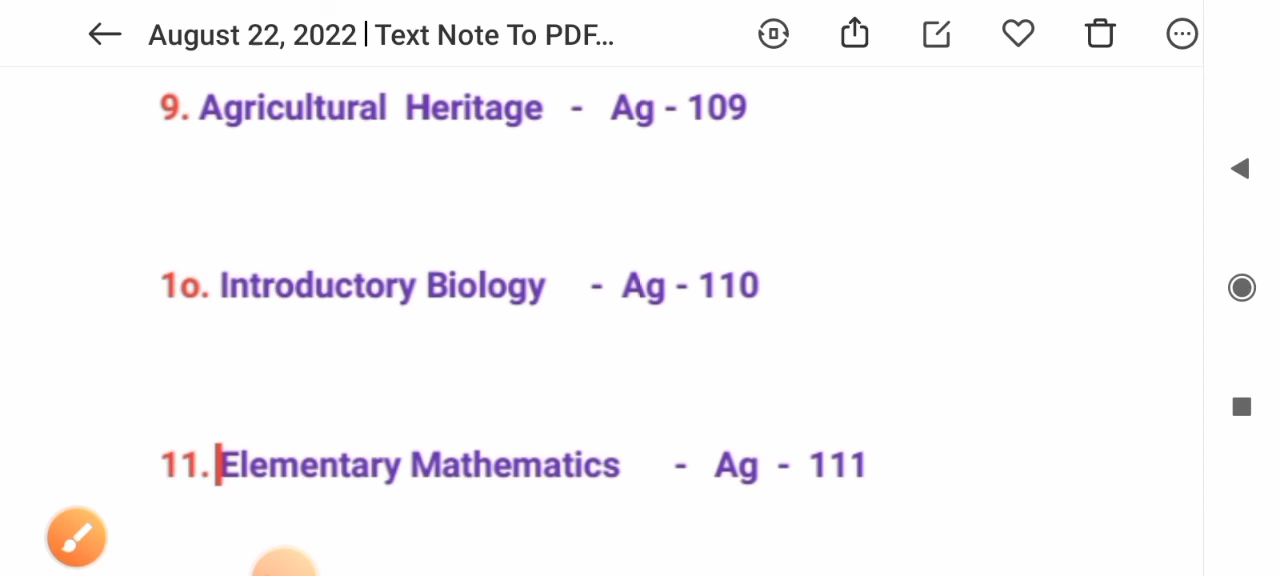 August 22, 2022 | Text Note To PDF...
9. Agricultural Heritage - Ag - 109
1o. Introductory Biology - Ag - 110
11. Elementary Mathematics - Ag - 111